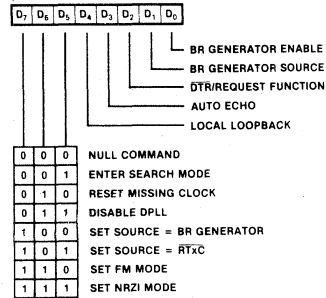 D7 D6 D5 D4 D3 D2 D1 D0
BR GENERATOR ENABLE
BR GENERATOR SOURCE
D̅T̅R̅/REQUEST FUNCTION
AUTO ECHO
LOCAL LOOPBACK
0 0 0 NULL COMMAND
0 0 1 ENTER SEARCH MODE
0 1 0 RESET MISSING CLOCK
0 1 1 DISABLE DPLL
1 0 0 SET SOURCE = BR GENERATOR
1 0 1 SET SOURCE = R̅T̅x̅C̅
1 1 0 SET FM MODE
1 1 1 SET NRZI MODE